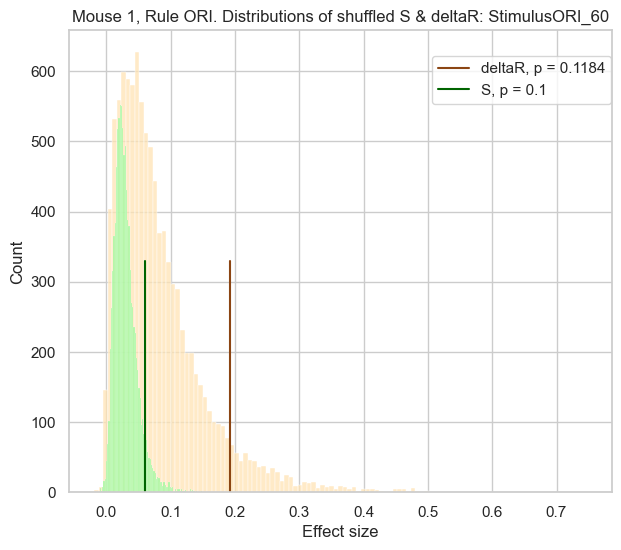 Mouse 1, Rule ORI. Distributions of shuffled S & deltaR: StimulusORI_60
deltaR, p = 0.1184
S, p = 0.1
Count
600
500
400
300
200
100
0
0.0 0.1 0.2 0.3 0.4 0.5 0.6 0.7
Effect size